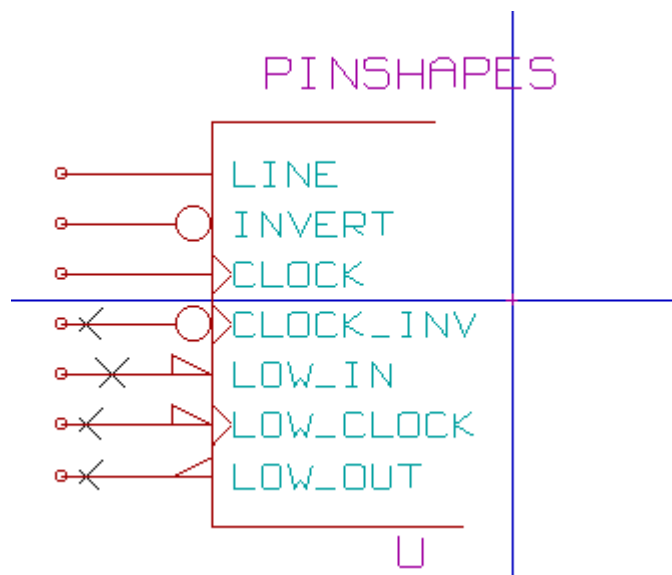 PINSHAPES
LINE
INVERT
CLOCK
CLOCK_INV
LOW_IN
LOW_CLOCK
LOW_OUT
U